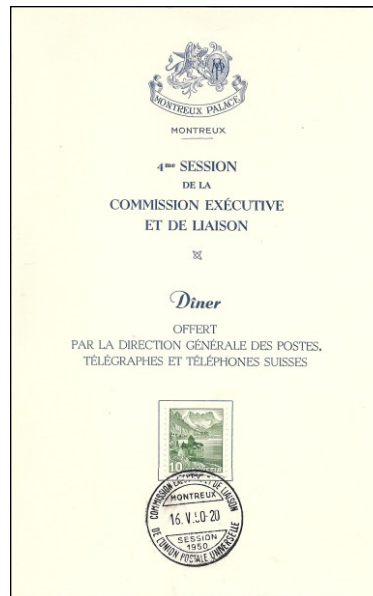 MONTREUX PALACE
MONTREUX
4me SESSION
DE LA
COMMISSION EXÉCUTIVE
ET DE LIAISON
Dîner
OFFERT
PAR LA DIRECTION GÉNÉRALE DES POSTES,
TÉLÉGRAPHES ET TÉLÉPHONES SUISSES
10
COMMISSION ET DE LIAISON
MONTREUX
16. V. 50-20
SESSION
1950
DE L'UNION POSTALE UNIVERSELLE